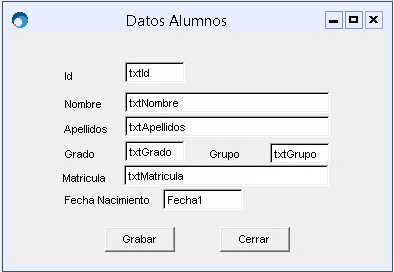 Datos Alumnos
Id txtId
Nombre txtNombre
Apellidos txtApellidos
Grado txtGrado Grupo txtGrupo
Matricula txtMatricula
Fecha Nacimiento Fecha1
Grabar Cerrar